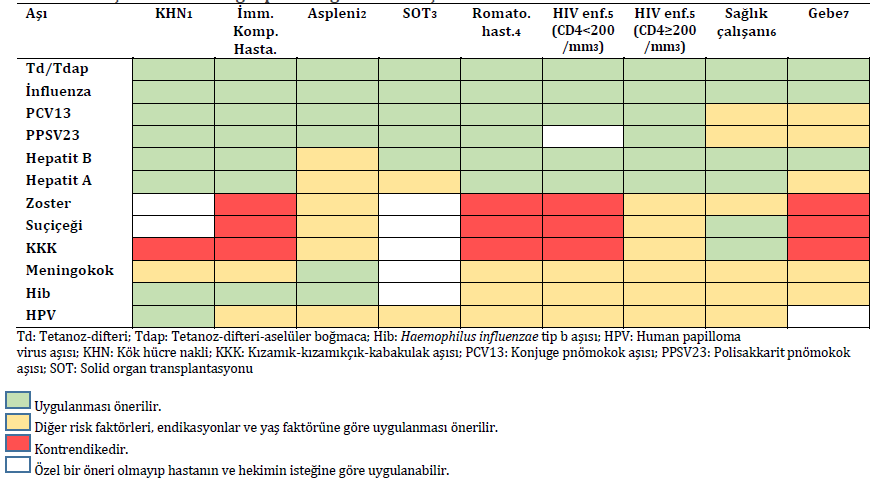 Aşı KHN1 İmm. Komp. Hasta. Aspleni2 SOT3 Romato. hast.4 HIV enf.5 (CD4<200 /mm3) HIV enf.5 (CD4≥200 /mm3) Sağlık çalışanı6 Gebe7
Td/Tdap
İnfluenza
PCV13
PPSV23
Hepatit B
Hepatit A
Zoster
Suçiçeği
KKK
Meningokok
Hib
HPV
Td: Tetanoz-difteri; Tdap: Tetanoz-difteri-aselüler boğmaca; Hib: Haemophilus influenzae tip b aşısı; HPV: Human papilloma
virus aşısı; KHN: Kök hücre nakli; KKK: Kızamık-kızamıkçık-kabakulak aşısı; PCV13: Konjuge pnömokok aşısı; PPSV23: Polisakkarit pnömokok
aşısı; SOT: Solid organ transplantasyonu
Uygulanması önerilir.
Diğer risk faktörleri, endikasyonlar ve yaş faktörüne göre uygulanması önerilir.
Kontrendikedir.
Özel bir öneri olmayıp hastanın ve hekimin isteğine göre uygulanabilir.